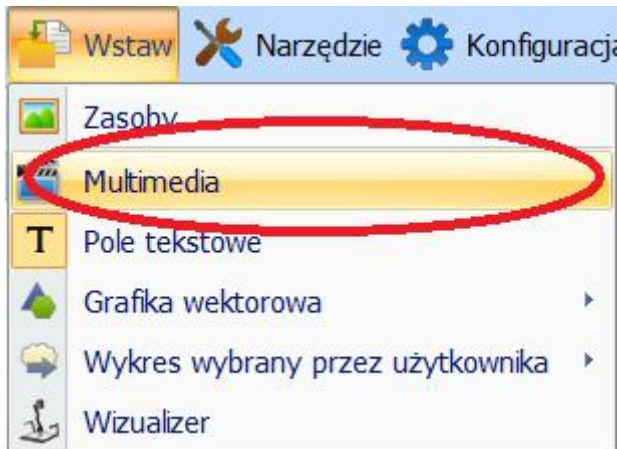 Wstaw Narzędzie Konfiguracja
Zasoby
Multimedia
T Pole tekstowe
Grafika wektorowa
Wykres wybrany przez użytkownika
Wizualizer